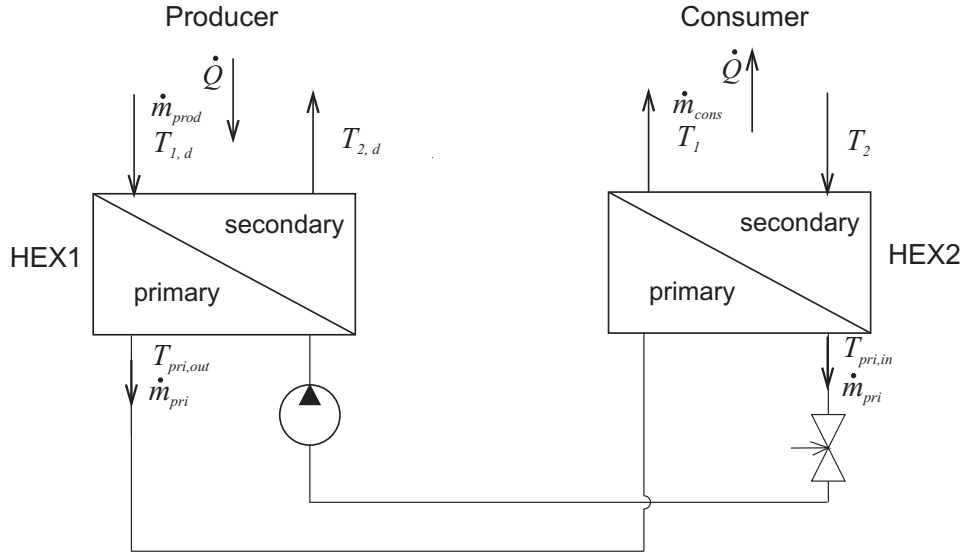 Producer
Consumer
Q̇
Q̇
ṁprod
T1, d
T2, d
ṁcons
T1
T2
HEX1
secondary
primary
secondary
primary
HEX2
Tpri,out
ṁpri
Tpri,in
ṁpri